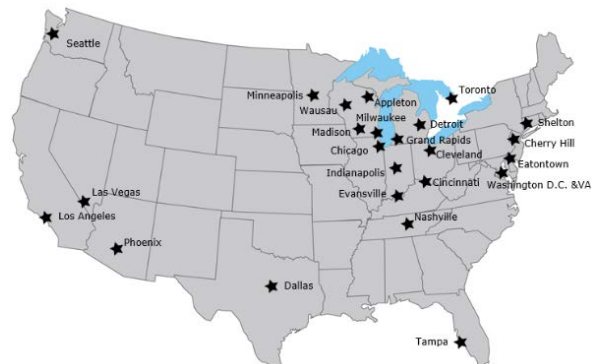 Seattle
Minneapolis
Toronto
Wausau
Appleton
Milwaukee
Madison
Detroit
Shelton
Chicago
Grand Rapids
Cherry Hill
Cleveland
Eatontown
Indianapolis
Cincinnati
Washington D.C. &VA
Las Vegas
Evansville
Los Angeles
Nashville
Phoenix
Dallas
Tampa